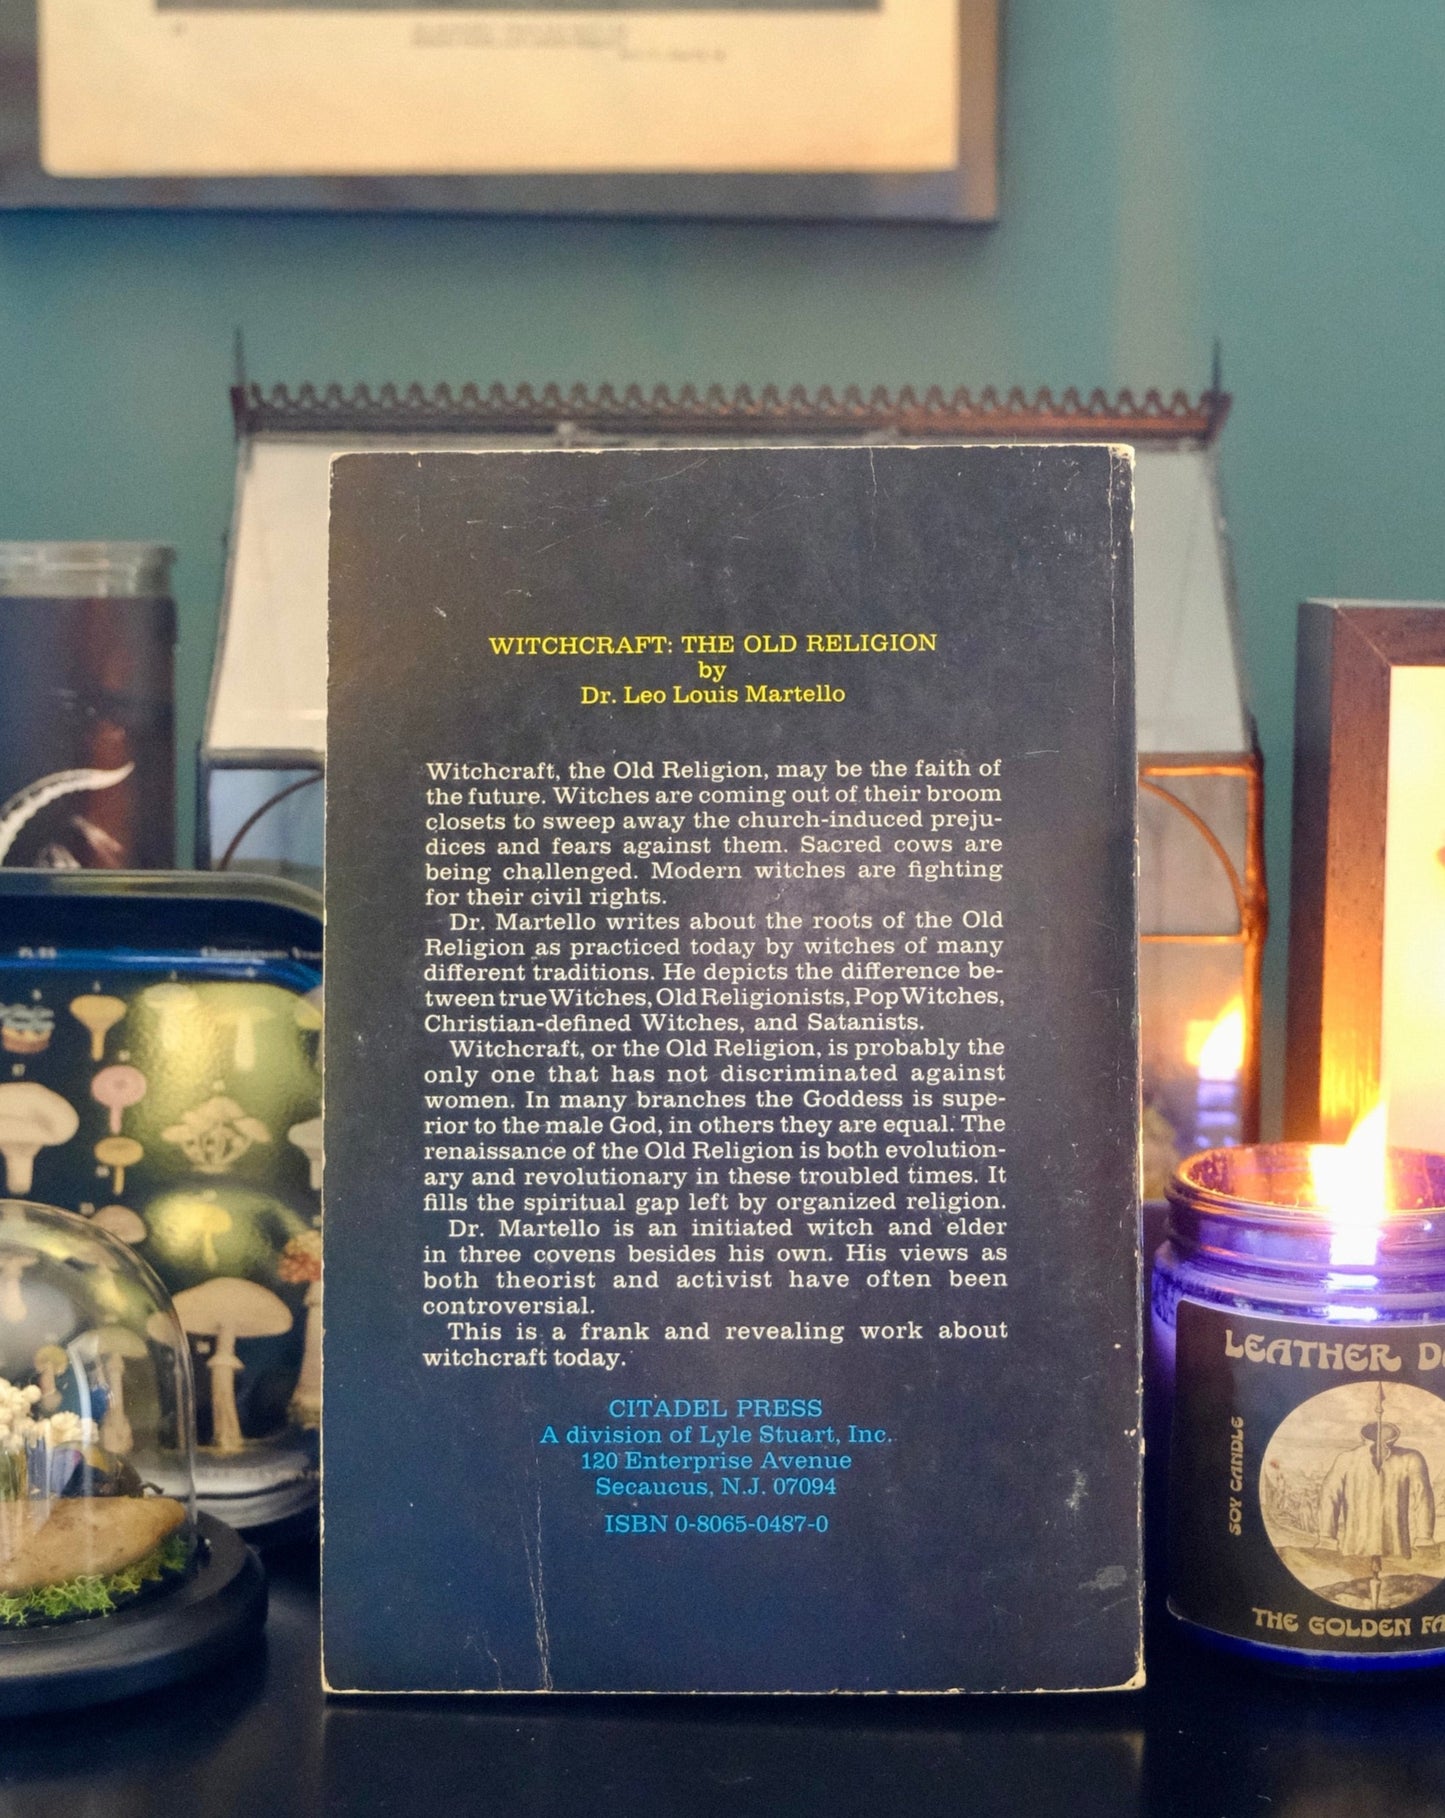 WITCHCRAFT: THE OLD RELIGION
by
Dr. Leo Louis Martello
Witchcraft, the Old Religion, may be the faith of
the future. Witches are coming out of their broom
closets to sweep away the church-induced preju-
dices and fears against them. Sacred cows are
being challenged. Modern witches are fighting
for their civil rights.
Dr. Martello writes about the roots of the Old
Religion as practiced today by witches of many
different traditions. He depicts the difference be-
tween true Witches, Old Religionists, Pop Witches,
Christian-defined Witches, and Satanists.
Witchcraft, or the Old Religion, is probably the
only one that has not discriminated against
women. In many branches the Goddess is supe-
rior to the male God, in others they are equal. The
renaissance of the Old Religion is both evolution-
ary and revolutionary in these troubled times. It
fills the spiritual gap left by organized religion.
Dr. Martello is an initiated witch and elder
in three covens besides his own. His views as
both theorist and activist have often been
controversial.
This is a frank and revealing work about
witchcraft today.
CITADEL PRESS
A division of Lyle Stuart, Inc.
120 Enterprise Avenue
Secaucus, N.J. 07094
ISBN 0-8065-0487-0
LEATHER
SOY CANDLE
THE GOLDEN